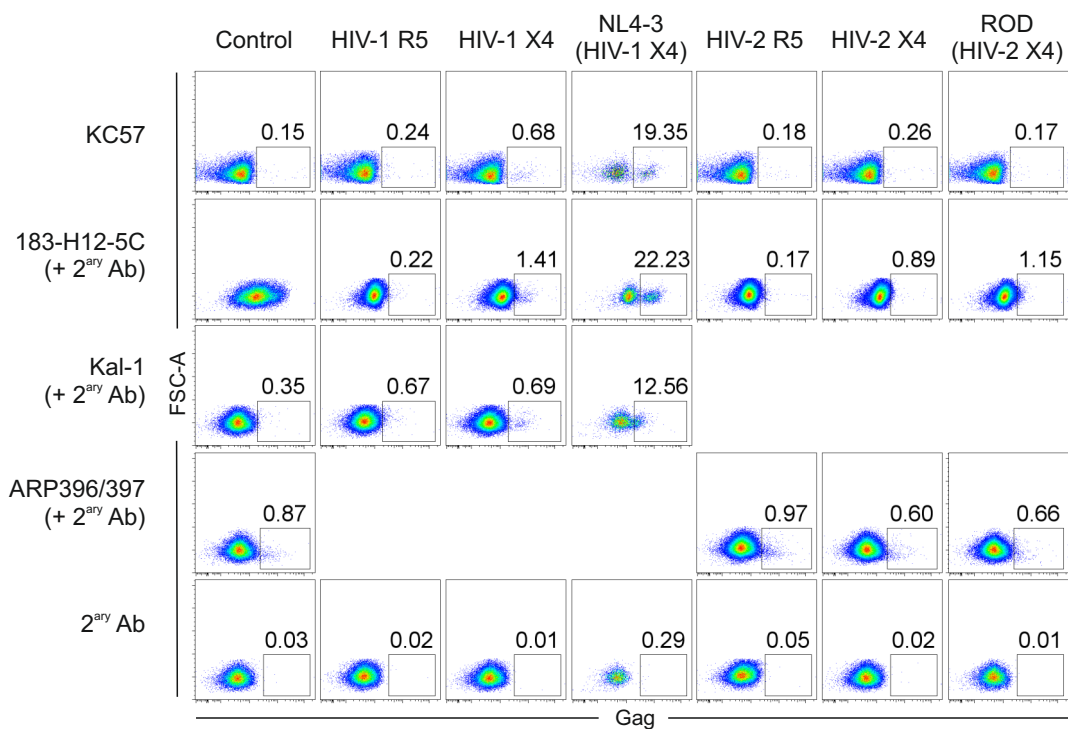 Control
HIV-1 R5
HIV-1 X4
NL4-3
(HIV-1 X4)
HIV-2 R5
HIV-2 X4
ROD
(HIV-2 X4)
KC57
0.15
0.24
0.68
19.35
0.18
0.26
0.17
183-H12-5C
(+ 2ary Ab)
0.22
1.41
22.23
0.17
0.89
1.15
Kal-1
(+ 2ary Ab)
0.35
0.67
0.69
12.56
ARP396/397
(+ 2ary Ab)
0.87
0.97
0.60
0.66
2ary Ab
0.03
0.02
0.01
0.29
0.05
0.02
0.01
FSC-A
Gag